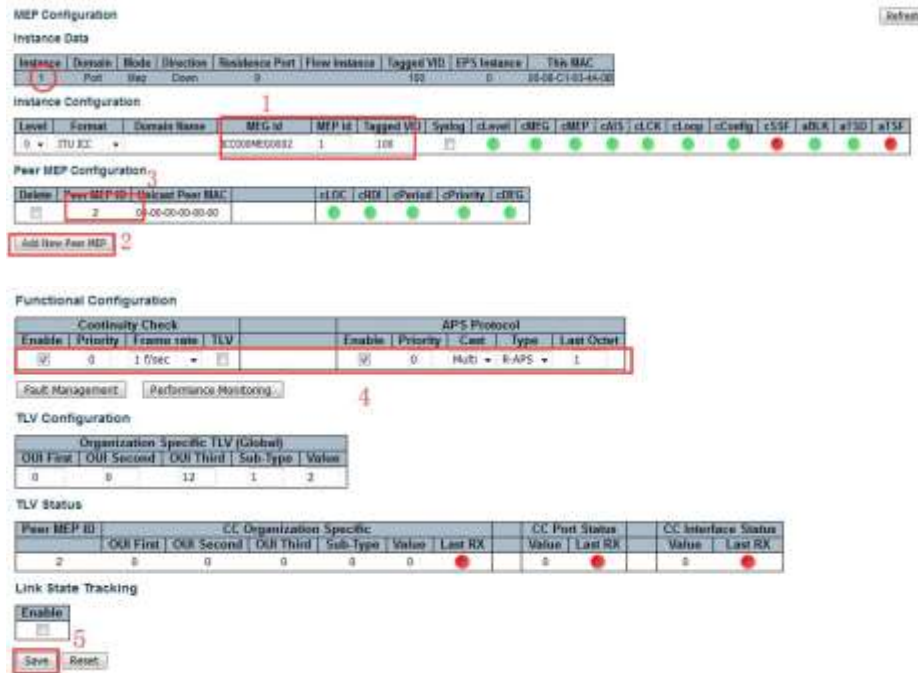 MEP Configuration
Refresh
Instance Data
Instance Domain Mode Direction Residence Port Flow Instance Tagged VID EPS Instance This MAC
1 Port Mep Down 9 100 0
Instance Configuration
1
Level Format Domain Name MEG Id MEP Id Tagged VID Syslog cLevel cMEG cMEP cAIS cLCK cLoop cConfig cSSF aBLK aTSD aTSF
0 ITU ICC ICC000MEG0002 1 100
Peer MEP Configuration
3
Delete Peer MEP ID Unicast Peer MAC cLOC cRDI cPeriod cPriority cDEG
2 00-00-00-00-00-00
Add New Peer MEP 2
Functional Configuration
Continuity Check APS Protocol
Enable Priority Frame rate TLV Enable Priority Cast Type Last Octet
0 1 f/sec 0 Multi R-APS 1
Fault Management Performance Monitoring
4
TLV Configuration
Organization Specific TLV (Global)
OUI First OUI Second OUI Third Sub-Type Value
0 0 12 1 2
TLV Status
Peer MEP ID CC Organization Specific CC Port Status CC Interface Status
OUI First OUI Second OUI Third Sub-Type Value Last RX Value Last RX Value Last RX
2 0 0 0 0 0 0 0
Link State Tracking
Enable
5
Save Reset